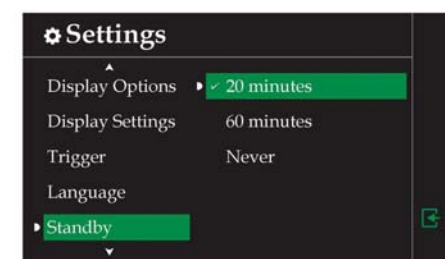 Settings
Display Options
✓ 20 minutes
Display Settings
60 minutes
Trigger
Never
Language
Standby